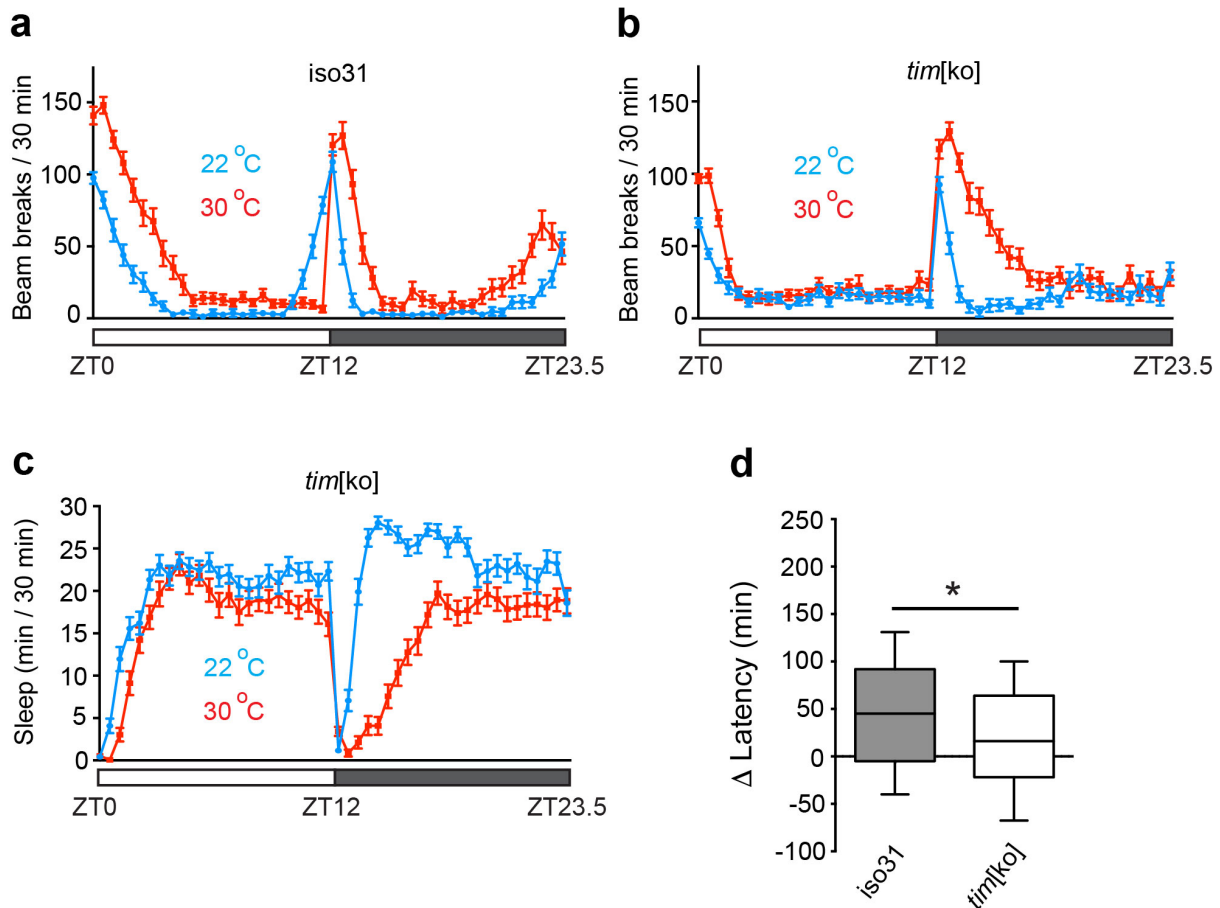 a
iso31
Beam breaks / 30 min
150
100
50
0
22 °C
30 °C
ZT0
ZT12
ZT23.5
b
tim[ko]
Beam breaks / 30 min
150
100
50
0
22 °C
30 °C
ZT0
ZT12
ZT23.5
c
tim[ko]
Sleep (min / 30 min)
30
25
20
15
10
5
0
22 °C
30 °C
ZT0
ZT12
ZT23.5
d
Δ Latency (min)
250
200
150
100
50
0
-50
-100
*
iso31
tim[ko]